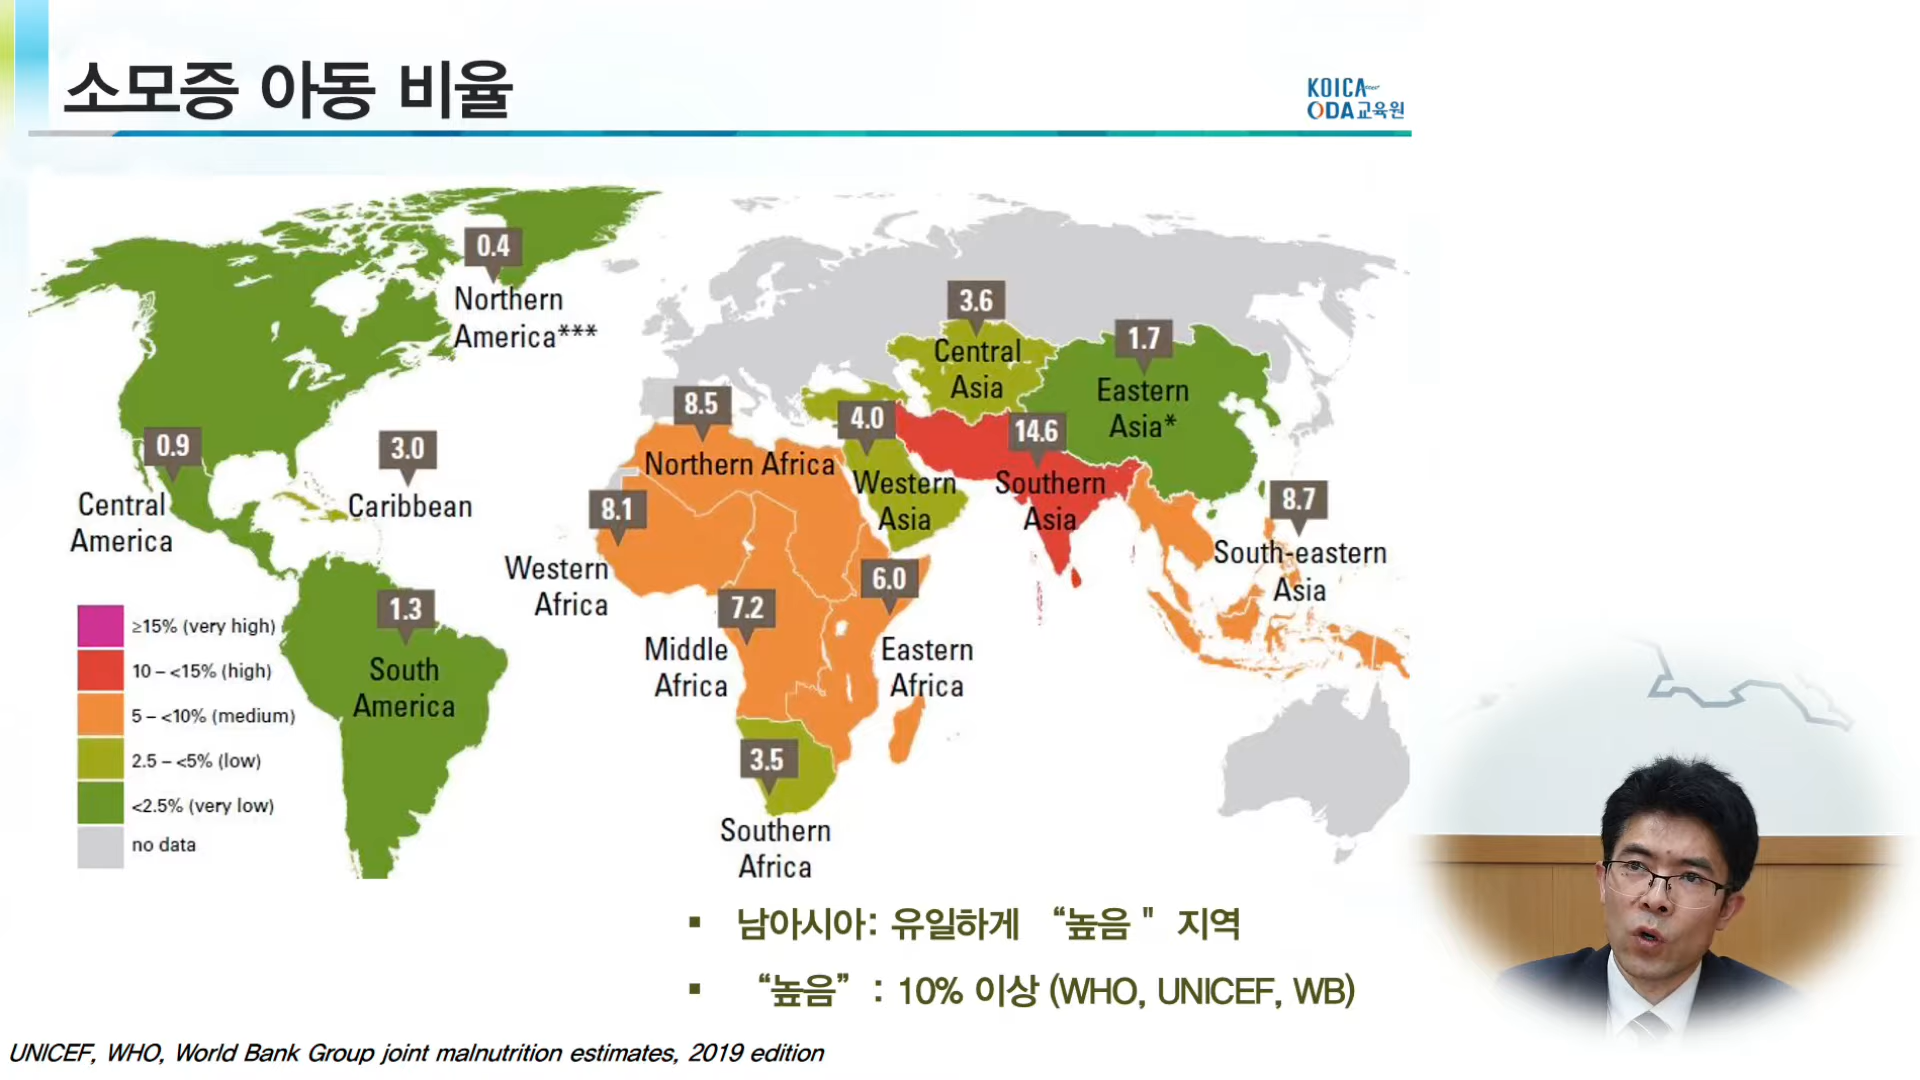 소모증 아동 비율
KOICA
ODA교육원
0.4
Northern
America***
3.6
Central
Asia
1.7
Eastern
Asia*
8.5
Northern Africa
4.0
Western
Asia
14.6
Southern
Asia
0.9
Central
America
3.0
Caribbean
8.1
Western
Africa
8.7
South-eastern
Asia
6.0
Eastern
Africa
7.2
Middle
Africa
1.3
South
America
3.5
Southern
Africa
≥15% (very high)
10 – <15% (high)
5 – <10% (medium)
2.5 – <5% (low)
<2.5% (very low)
no data
▪ 남아시아: 유일하게 “높음 " 지역
▪ “높음” : 10% 이상 (WHO, UNICEF, WB)
UNICEF, WHO, World Bank Group joint malnutrition estimates, 2019 edition